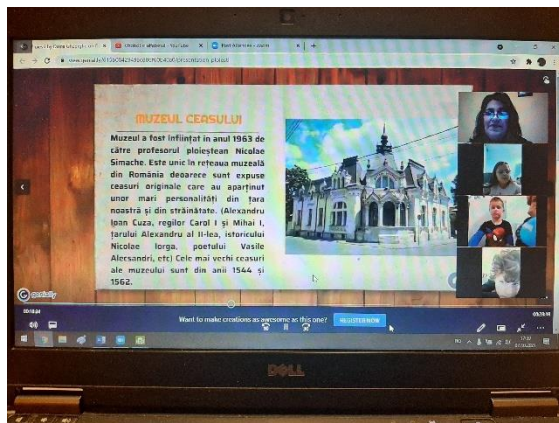 MUZEUL CEASULUI
Muzeul a fost înființat în anul 1963 de
către profesorul ploieștean Nicolae
Simache. Este unic în rețeaua muzeală
din România deoarece sunt expuse
ceasuri originale care au aparținut
unor mari personalități din țara
noastră și din străinătate. (Alexandru
Ioan Cuza, regilor Carol I și Mihai I,
țarului Alexandru al II-lea, istoricului
Nicolae Iorga, poetului Vasile
Alecsandri, etc) Cele mai vechi ceasuri
ale muzeului sunt din anii 1544 și
1562.
genially
Want to make creations as awesome as this one?
REGISTER NOW
DELL